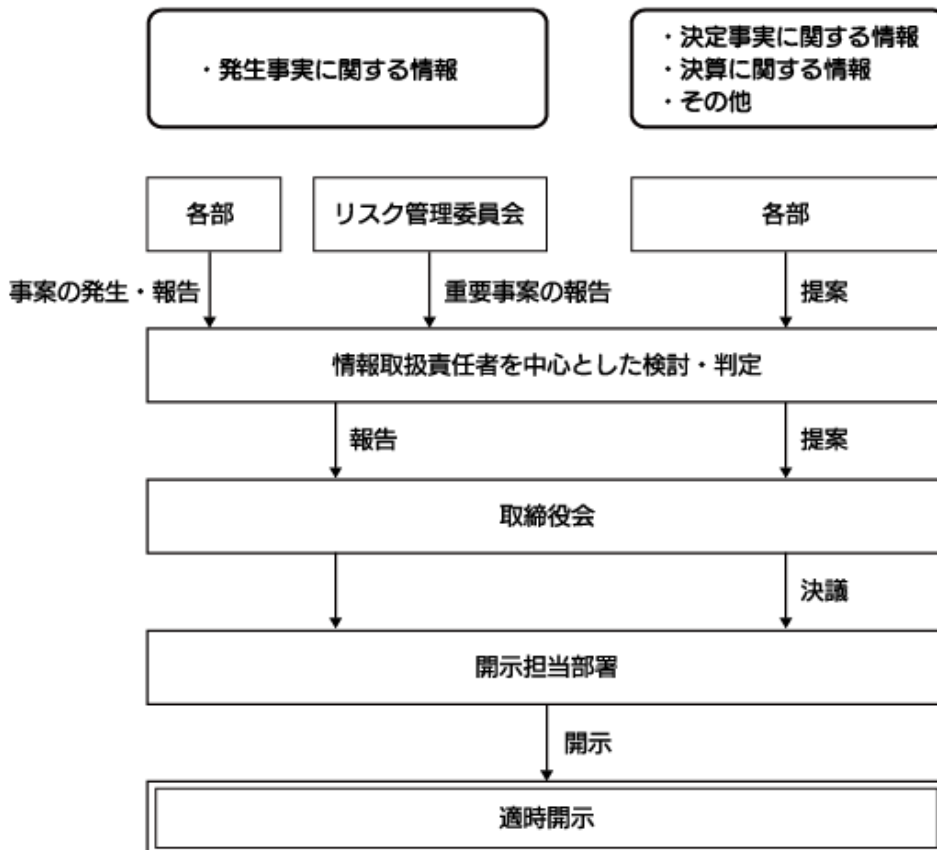 ・発生事実に関する情報
・決定事実に関する情報
・決算に関する情報
・その他
各部
リスク管理委員会
各部
事案の発生・報告
重要事案の報告
提案
情報取扱責任者を中心とした検討・判定
報告
提案
取締役会
決議
開示担当部署
開示
適時開示